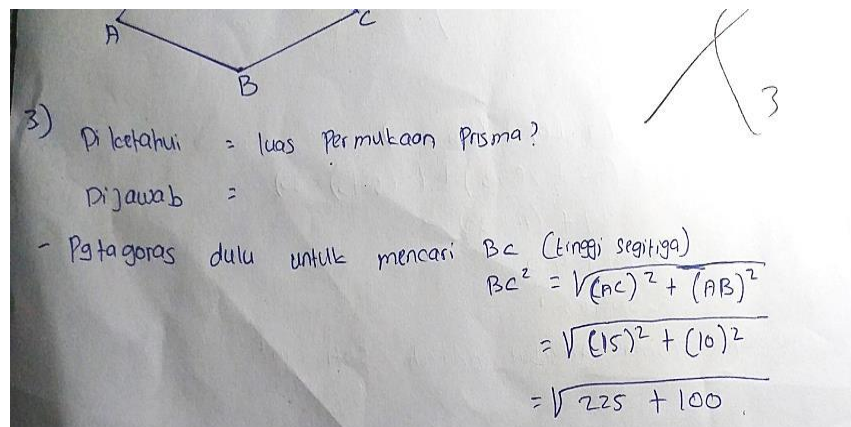 A
C
B
3
3) Diketahui = luas Permukaan Prisma?
Dijawab =
- Pytagoras dulu untuk mencari BC (tinggi segitiga)
BC² = √(AC)² + (AB)²
= √(15)² + (10)²
= √225 + 100